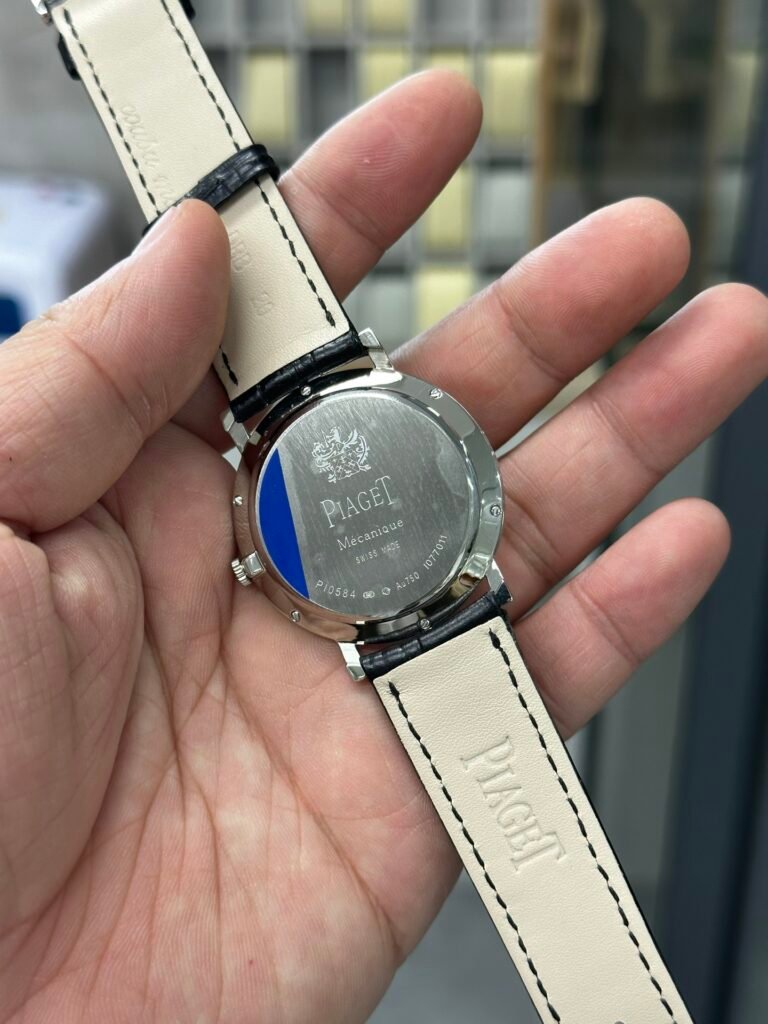 PIAGET
Mécanique
SWISS MADE
P10584 Au750 1077011
PIAGET